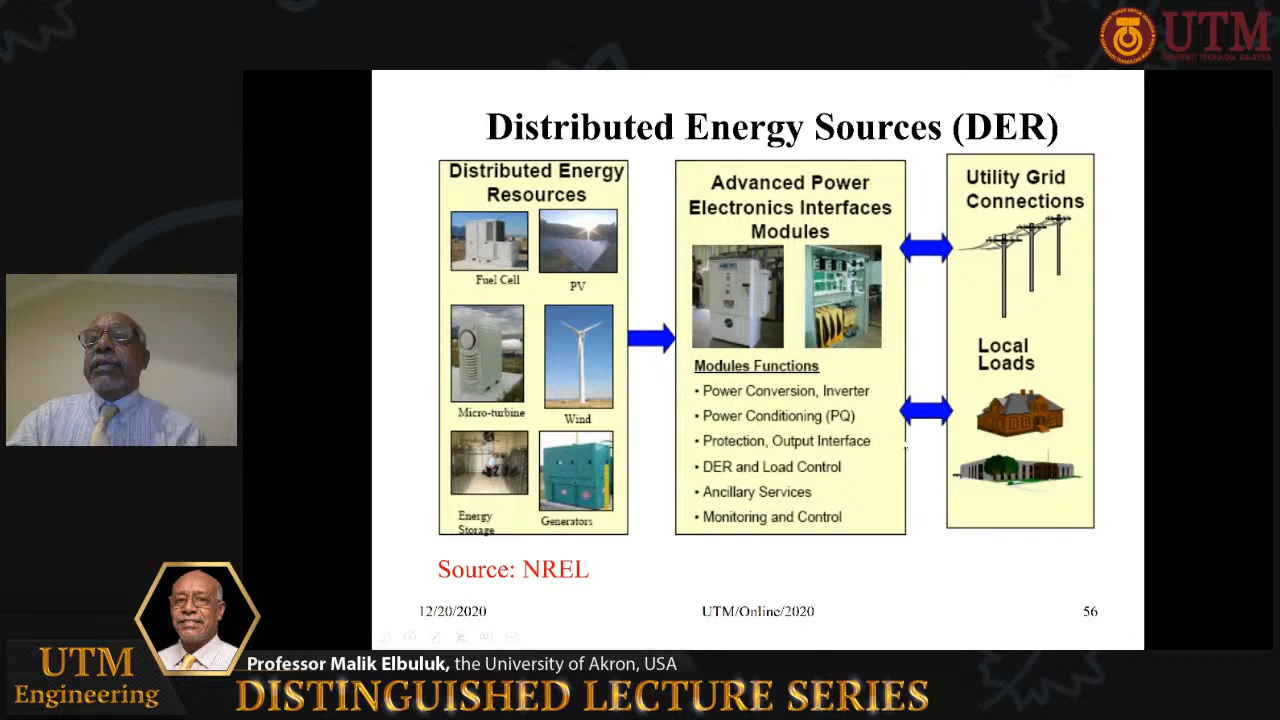 UTM
UNIVERSITI TEKNOLOGI MALAYSIA
Distributed Energy Sources (DER)
Distributed Energy
Resources
Fuel Cell
PV
Micro-turbine
Wind
Energy
Storage
Generators
Advanced Power
Electronics Interfaces
Modules
Modules Functions
• Power Conversion, Inverter
• Power Conditioning (PQ)
• Protection, Output Interface
• DER and Load Control
• Ancillary Services
• Monitoring and Control
Utility Grid
Connections
Local
Loads
Source: NREL
12/20/2020
UTM/Online/2020
56
UTM
Engineering
Professor Malik Elbuluk, the University of Akron, USA
DISTINGUISHED LECTURE SERIES